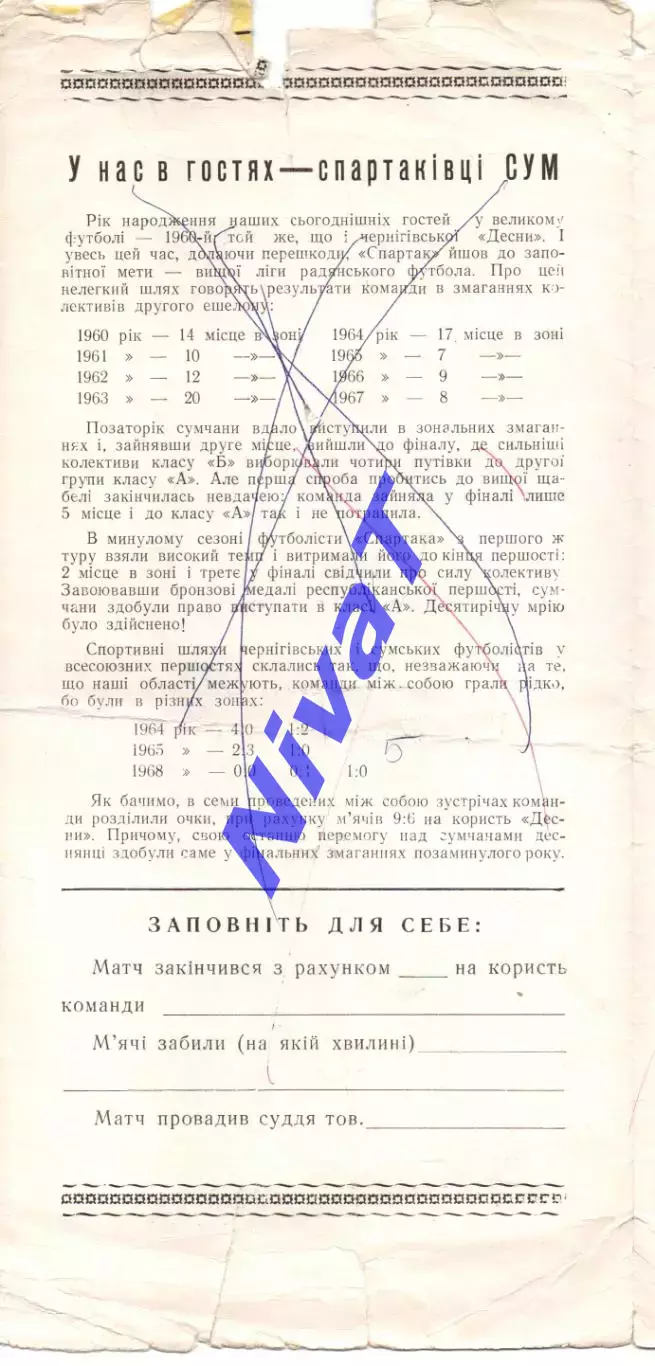 У нас в гостях — спартаківці СУМ
Рік народження наших сьогоднішніх гостей у великому
футболі — 1960-й, той же, що і чернігівської «Десни». І
увесь цей час, долаючи перешкоди, «Спартак» йшов до запо-
вітної мети — вищої ліги радянського футбола. Про цей
нелегкий шлях говорять результати команди в змаганнях ко-
лективів другого ешелону:
1960 рік — 14 місце в зоні 1964 рік — 17 місце в зоні
1961 » — 10 —»— 1965 » — 7 —»—
1962 » — 12 —»— 1966 » — 9 —»—
1963 » — 20 —»— 1967 » — 8 —»—
Позаторік сумчани вдало виступили в зональних змаган-
нях і, зайнявши друге місце, вийшли до фіналу, де сильніші
колективи класу «Б» виборювали чотири путівки до другої
групи класу «А». Але перша спроба пробитись до вищої ща-
белі закінчилась невдачею: команда зайняла у фіналі лише
5 місце і до класу «А» так і не потрапила.
В минулому сезоні футболісти «Спартака» з першого ж
туру взяли високий темп і витримали його до кінця першості:
2 місце в зоні і третє у фіналі свідчили про силу колективу
Завоювавши бронзові медалі республіканської першості, сум-
чани здобули право виступати в класі «А». Десятирічну мрію
було здійснено!
Спортивні шляхи чернігівських і сумських футболістів у
всесоюзних першостях склались так, що, незважаючи на те,
що наші області межують, команди між собою грали рідко,
бо були в різних зонах:
1964 рік — 4:0 1:2
1965 » — 2:3 1:0
1968 » — 0:0 0:1 1:0
5
Як бачимо, в семи проведених між собою зустрічах коман-
ди розділили очки, при рахунку м'ячів 9:6 на користь «Дес-
ни». Причому, свою останню перемогу над сумчанами дес-
нянці здобули саме у фінальних змаганнях позаминулого року.
ЗАПОВНІТЬ ДЛЯ СЕБЕ:
Матч закінчився з рахунком ____ на користь
команди ____
М'ячі забили (на якій хвилині) ____
Матч провадив суддя тов. ____
NivaT